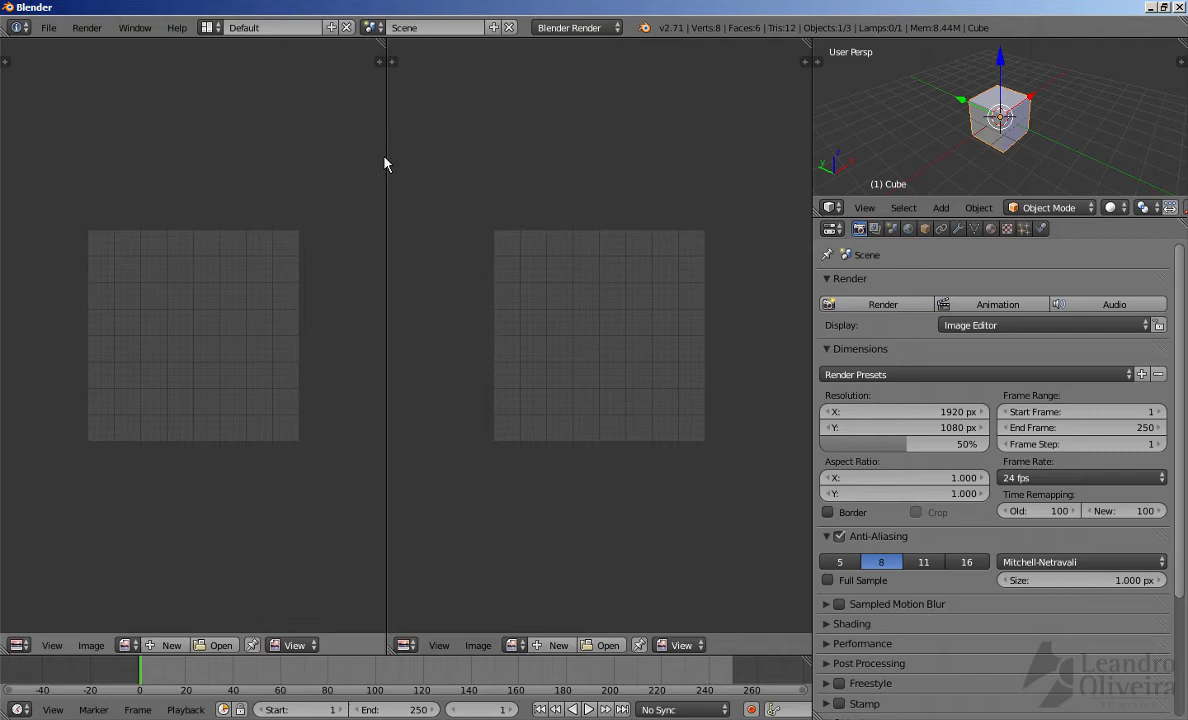 Blender
File Render Window Help Default Scene Blender Render v2.71 | Verts:8 | Faces:6 | Tris:12 | Objects:1/3 | Lamps:0/1 | Mem:8.44M | Cube
User Persp
z
y
x
(1) Cube
View Select Add Object Object Mode
Scene
Render
Render Animation Audio
Display: Image Editor
Dimensions
Render Presets
Resolution: Frame Range:
X: 1920 px Start Frame: 1
Y: 1080 px End Frame: 250
50% Frame Step: 1
Aspect Ratio: Frame Rate:
X: 1.000 24 fps
Y: 1.000 Time Remapping:
Border Crop Old: 100 New: 100
Anti-Aliasing
5 8 11 16 Mitchell-Netravali
Full Sample Size: 1.000 px
Sampled Motion Blur
Shading
Performance
Post Processing
Freestyle
Stamp
View Image New Open View View Image New Open View
-40 -20 0 20 40 60 80 100 120 140 160 180 200 220 240 260
View Marker Frame Playback Start: 1 End: 250 1 No Sync
Leandro
Oliveira